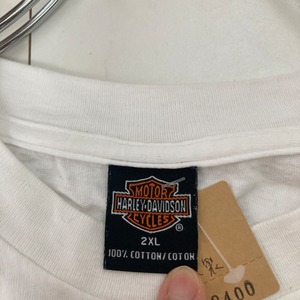 MOTOR
HARLEY-DAVIDSON
CYCLES
®
2XL
100% COTTON/COTON